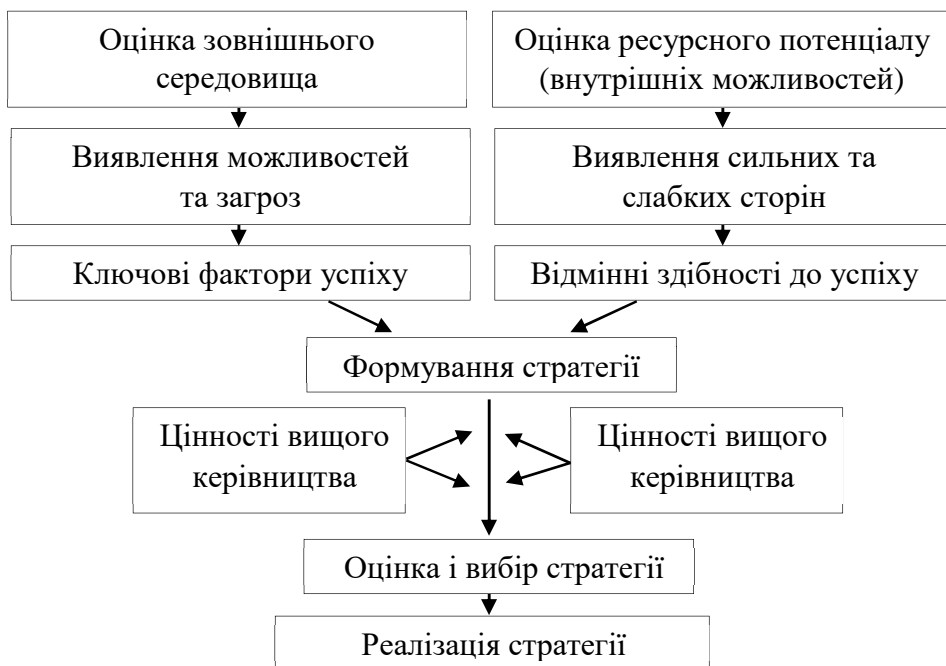 Оцінка зовнішнього
середовища
Оцінка ресурсного потенціалу
(внутрішніх можливостей)
Виявлення можливостей
та загроз
Виявлення сильних та
слабких сторін
Ключові фактори успіху
Відмінні здібності до успіху
Формування стратегії
Цінності вищого
керівництва
Цінності вищого
керівництва
Оцінка і вибір стратегії
Реалізація стратегії